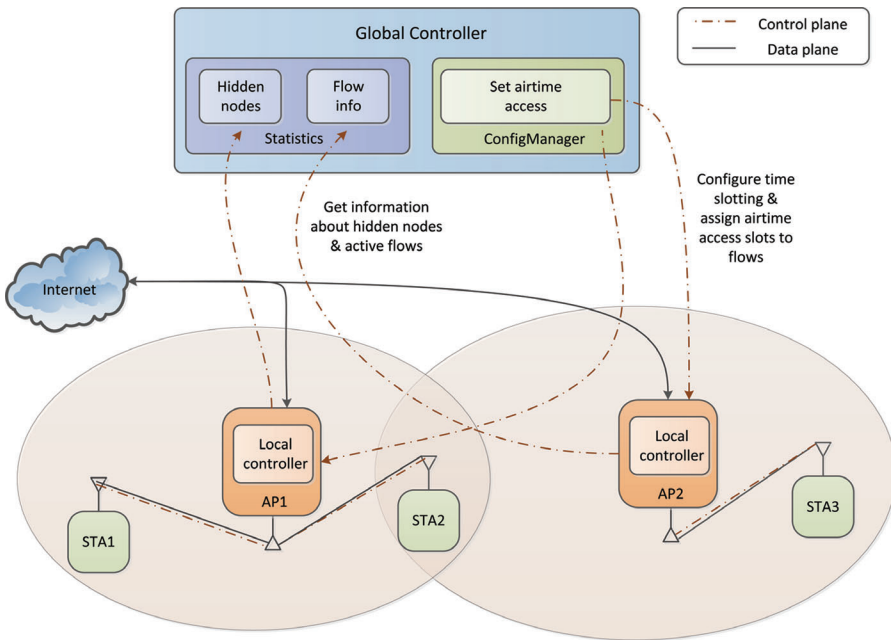 Global Controller
Control plane
Data plane
Hidden
nodes
Flow
info
Statistics
Set airtime
access
ConfigManager
Get information
about hidden nodes
& active flows
Configure time
slotting &
assign airtime
access slots to
flows
Internet
Local
controller
AP1
Local
controller
AP2
STA1
STA2
STA3